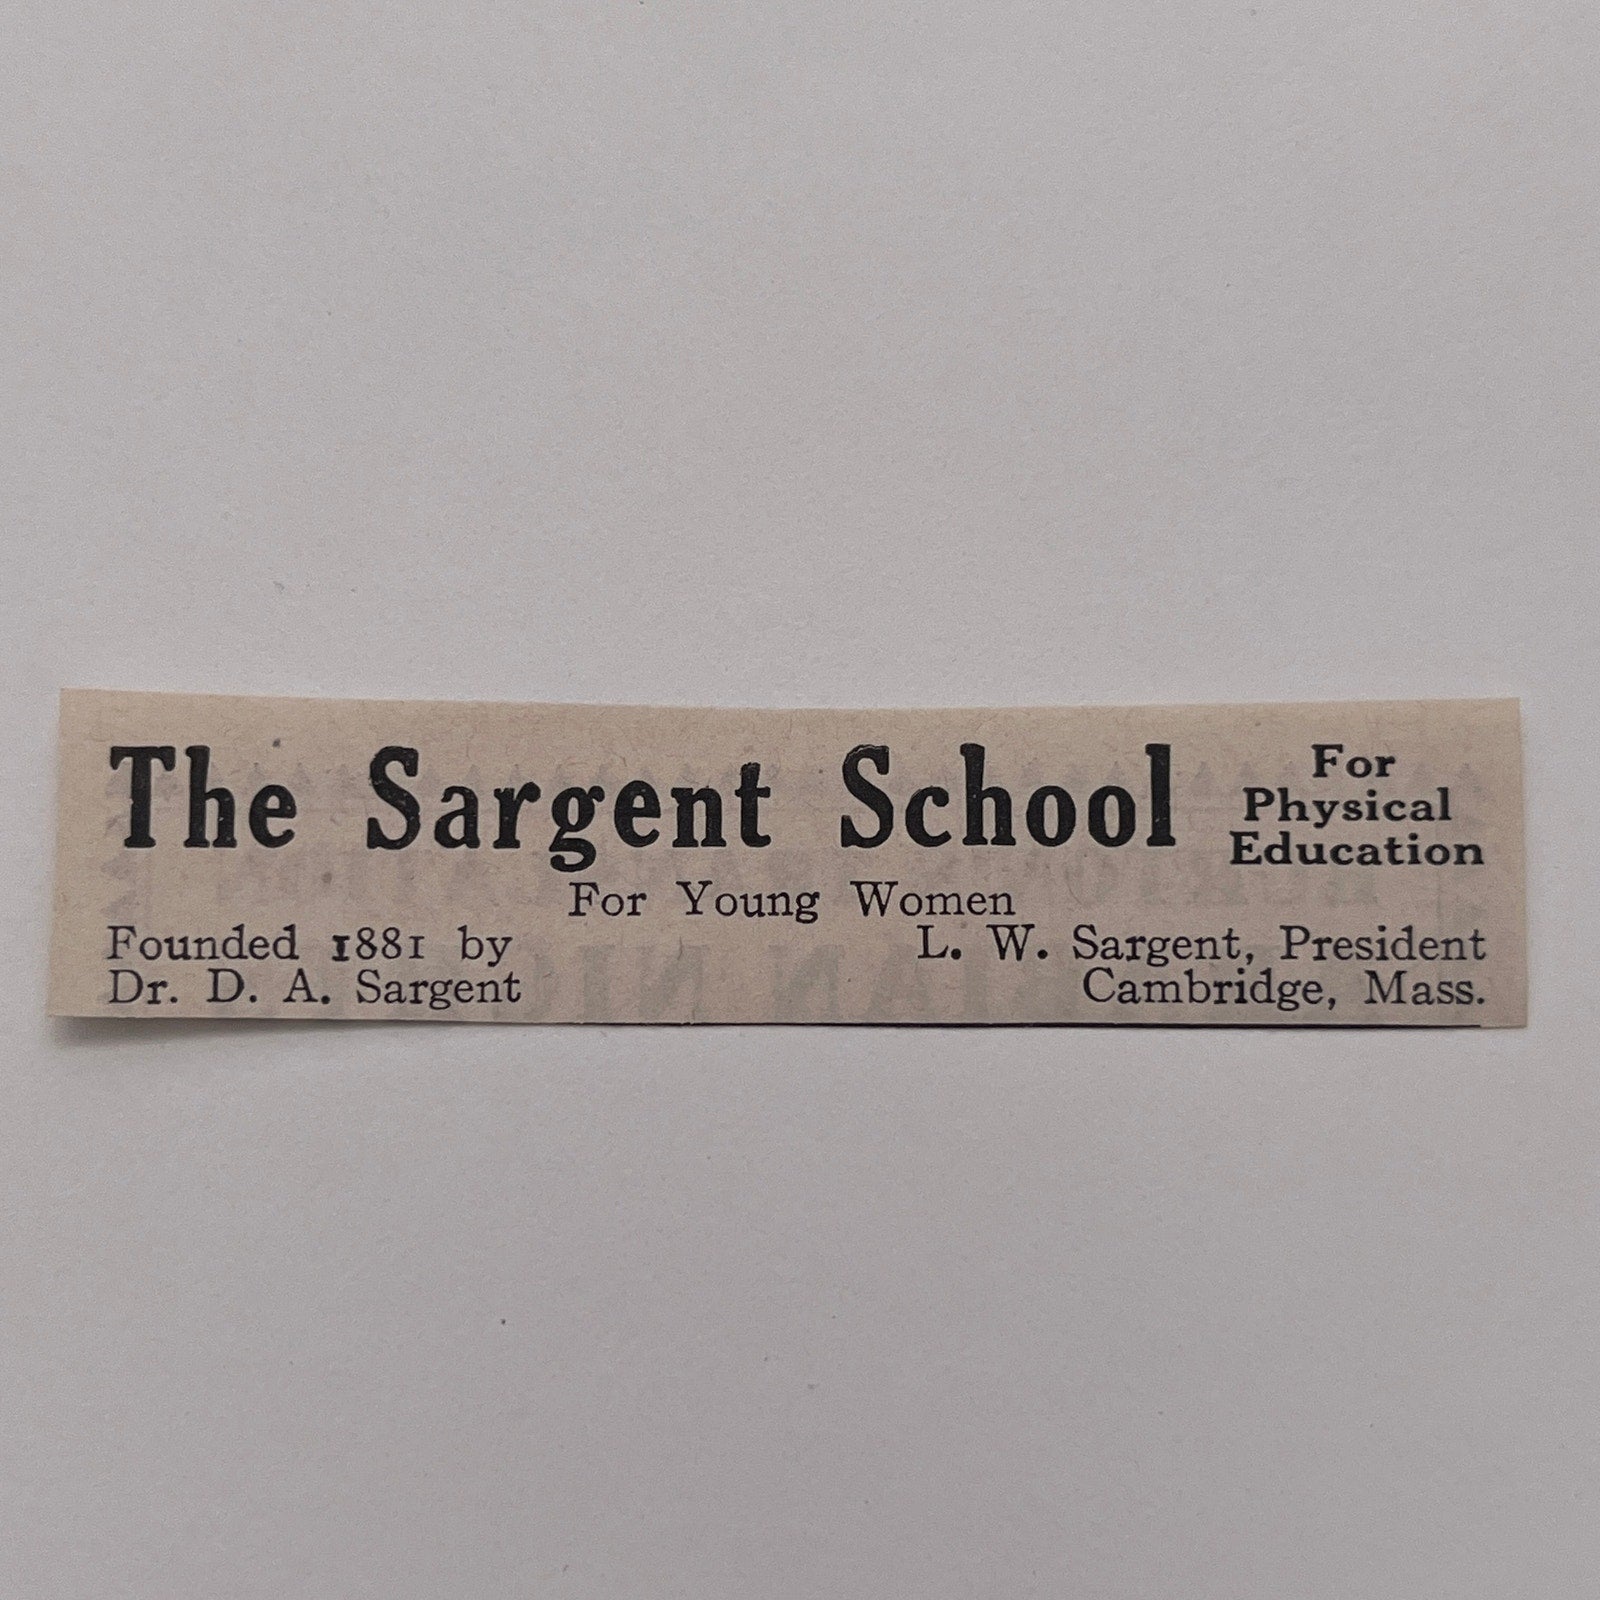 The Sargent School
For
Physical
Education
For Young Women
Founded 1881 by
Dr. D. A. Sargent
L. W. Sargent, President
Cambridge, Mass.